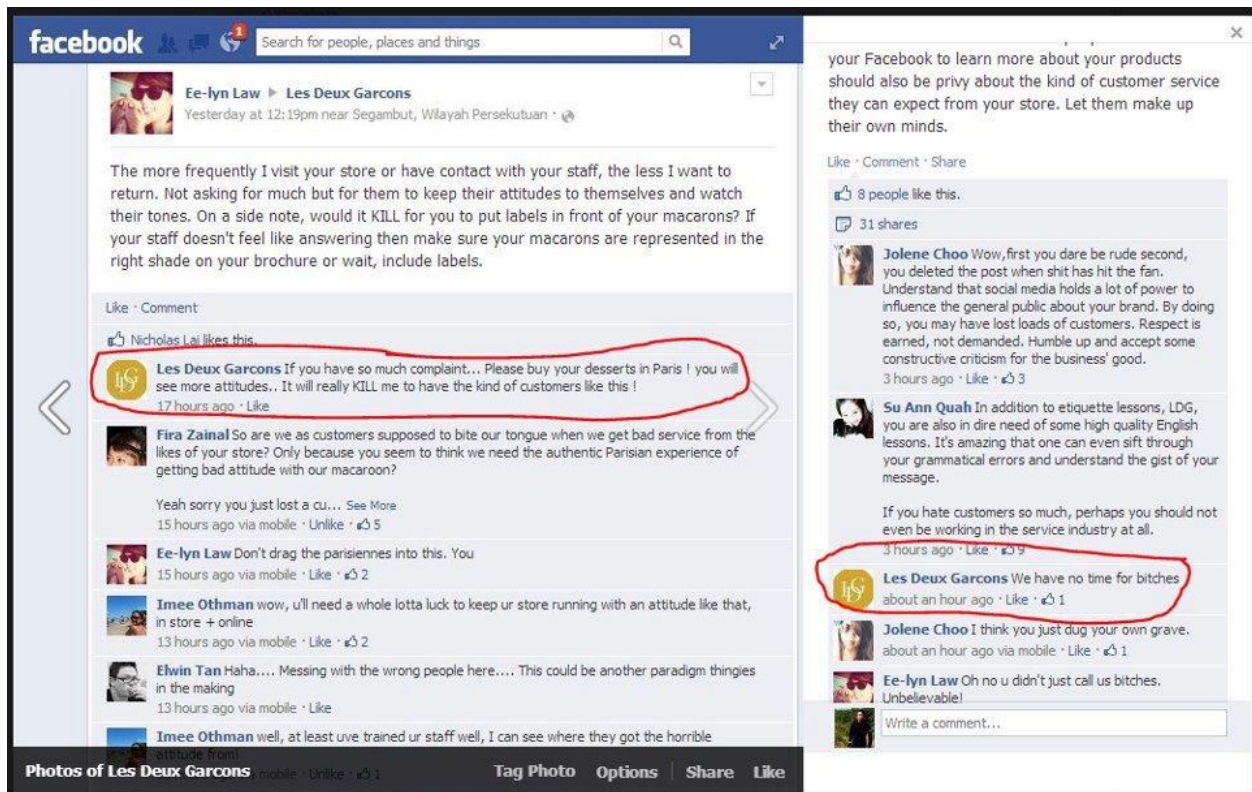 facebook
1
Search for people, places and things
Ee-lyn Law ▶ Les Deux Garcons
Yesterday at 12:19pm near Segambut, Wilayah Persekutuan ·
The more frequently I visit your store or have contact with your staff, the less I want to
return. Not asking for much but for them to keep their attitudes to themselves and watch
their tones. On a side note, would it KILL for you to put labels in front of your macarons? If
your staff doesn't feel like answering then make sure your macarons are represented in the
right shade on your brochure or wait, include labels.
Like · Comment
Nicholas Lai likes this.
Les Deux Garcons If you have so much complaint... Please buy your desserts in Paris ! you will
see more attitudes.. It will really KILL me to have the kind of customers like this !
17 hours ago · Like
Fira Zainal So are we as customers supposed to bite our tongue when we get bad service from the
likes of your store? Only because you seem to think we need the authentic Parisian experience of
getting bad attitude with our macaroon?
Yeah sorry you just lost a cu... See More
15 hours ago via mobile · Unlike · 5
Ee-lyn Law Don't drag the parisiennes into this. You
15 hours ago via mobile · Like · 2
Imee Othman wow, u'll need a whole lotta luck to keep ur store running with an attitude like that,
in store + online
13 hours ago via mobile · Like · 2
Elwin Tan Haha.... Messing with the wrong people here.... This could be another paradigm thingies
in the making
13 hours ago via mobile · Like
Imee Othman well, at least uve trained ur staff well, I can see where they got the horrible
attitude from!
Photos of Les Deux Garcons
Tag Photo Options Share Like
your Facebook to learn more about your products
should also be privy about the kind of customer service
they can expect from your store. Let them make up
their own minds.
Like · Comment · Share
8 people like this.
31 shares
Jolene Choo Wow,first you dare be rude second,
you deleted the post when shit has hit the fan.
Understand that social media holds a lot of power to
influence the general public about your brand. By doing
so, you may have lost loads of customers. Respect is
earned, not demanded. Humble up and accept some
constructive criticism for the business' good.
3 hours ago · Like · 3
Su Ann Quah In addition to etiquette lessons, LDG,
you are also in dire need of some high quality English
lessons. It's amazing that one can even sift through
your grammatical errors and understand the gist of your
message.
If you hate customers so much, perhaps you should not
even be working in the service industry at all.
3 hours ago · Like · 9
Les Deux Garcons We have no time for bitches
about an hour ago · Like · 1
Jolene Choo I think you just dug your own grave.
about an hour ago via mobile · Like · 1
Ee-lyn Law Oh no u didn't just call us bitches.
Unbelievable!
Write a comment...